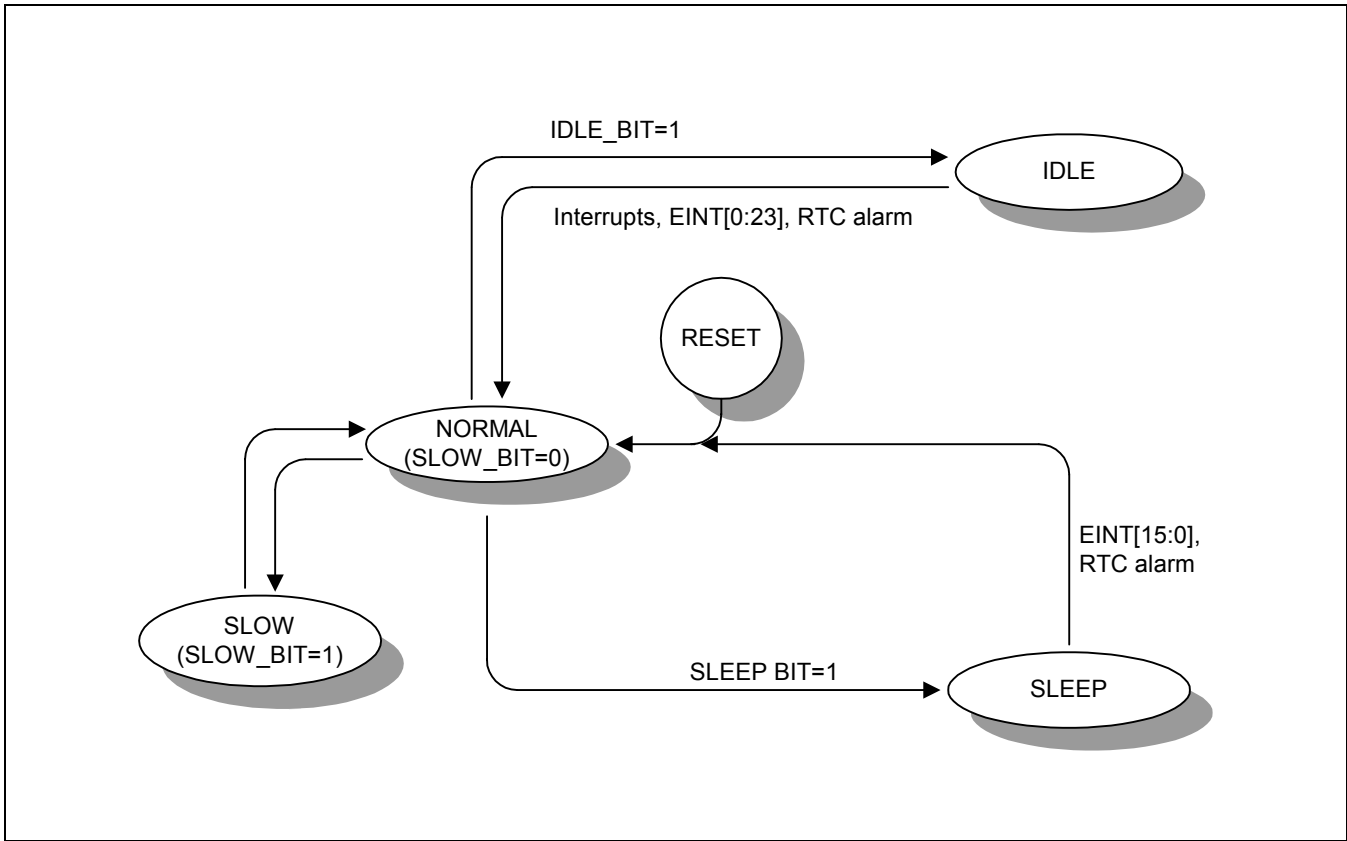 IDLE_BIT=1
IDLE
Interrupts, EINT[0:23], RTC alarm
RESET
NORMAL
(SLOW_BIT=0)
EINT[15:0],
RTC alarm
SLOW
(SLOW_BIT=1)
SLEEP BIT=1
SLEEP